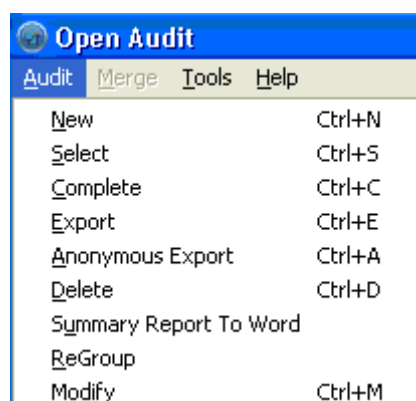 Open Audit
Audit Merge Tools Help
New Ctrl+N
Select Ctrl+S
Complete Ctrl+C
Export Ctrl+E
Anonymous Export Ctrl+A
Delete Ctrl+D
Summary Report To Word
ReGroup
Modify Ctrl+M